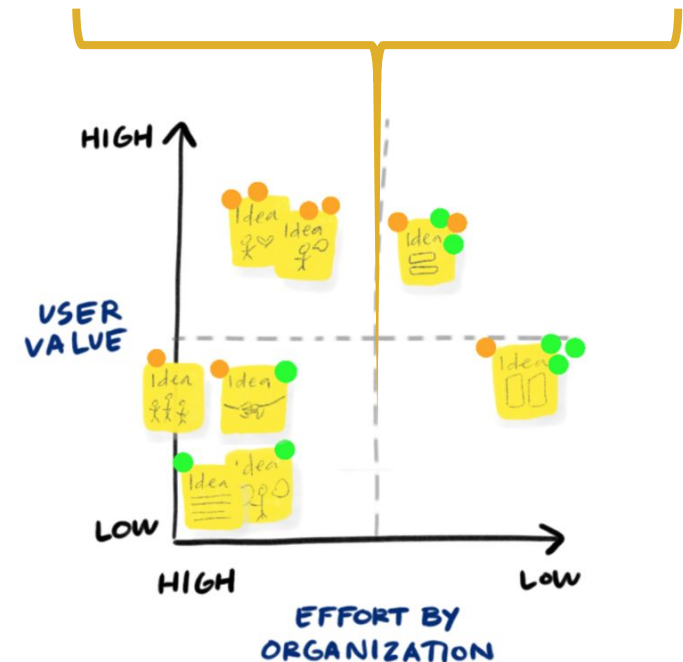 HIGH
Idea
Idea
Idea
USER
VALUE
Idea
Idea
Idea
Idea
Idea
LOW
HIGH
LOW
EFFORT BY
ORGANIZATION